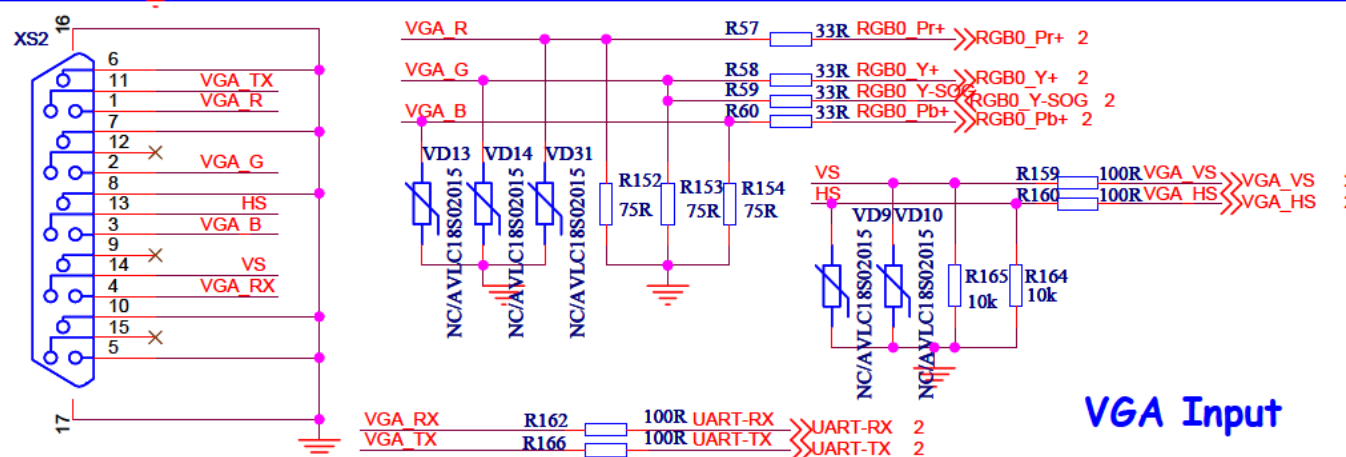 XS2
16
6
11 VGA_TX
1 VGA_R
7
12
2 VGA_G
8
13 HS
3 VGA_B
9
14 VS
4 VGA_RX
10
15
5
17
VGA_R R57 33R RGB0_Pr+ RGB0_Pr+ 2
VGA_G R58 33R RGB0_Y+ RGB0_Y+ 2
R59 33R RGB0_Y-SOG RGB0_Y-SOG 2
VGA_B R60 33R RGB0_Pb+ RGB0_Pb+ 2
VD13 VD14 VD31
NC/AVLC18S02015 NC/AVLC18S02015 NC/AVLC18S02015
R152 R153 R154
75R 75R 75R
VS R159 100R VGA_VS VGA_VS
HS R160 100R VGA_HS VGA_HS
VD9 VD10
NC/AVLC18S02015 NC/AVLC18S02015
R165 R164
10k 10k
VGA_RX R162 100R UART-RX UART-RX 2
VGA_TX R166 100R UART-TX UART-TX 2
VGA Input